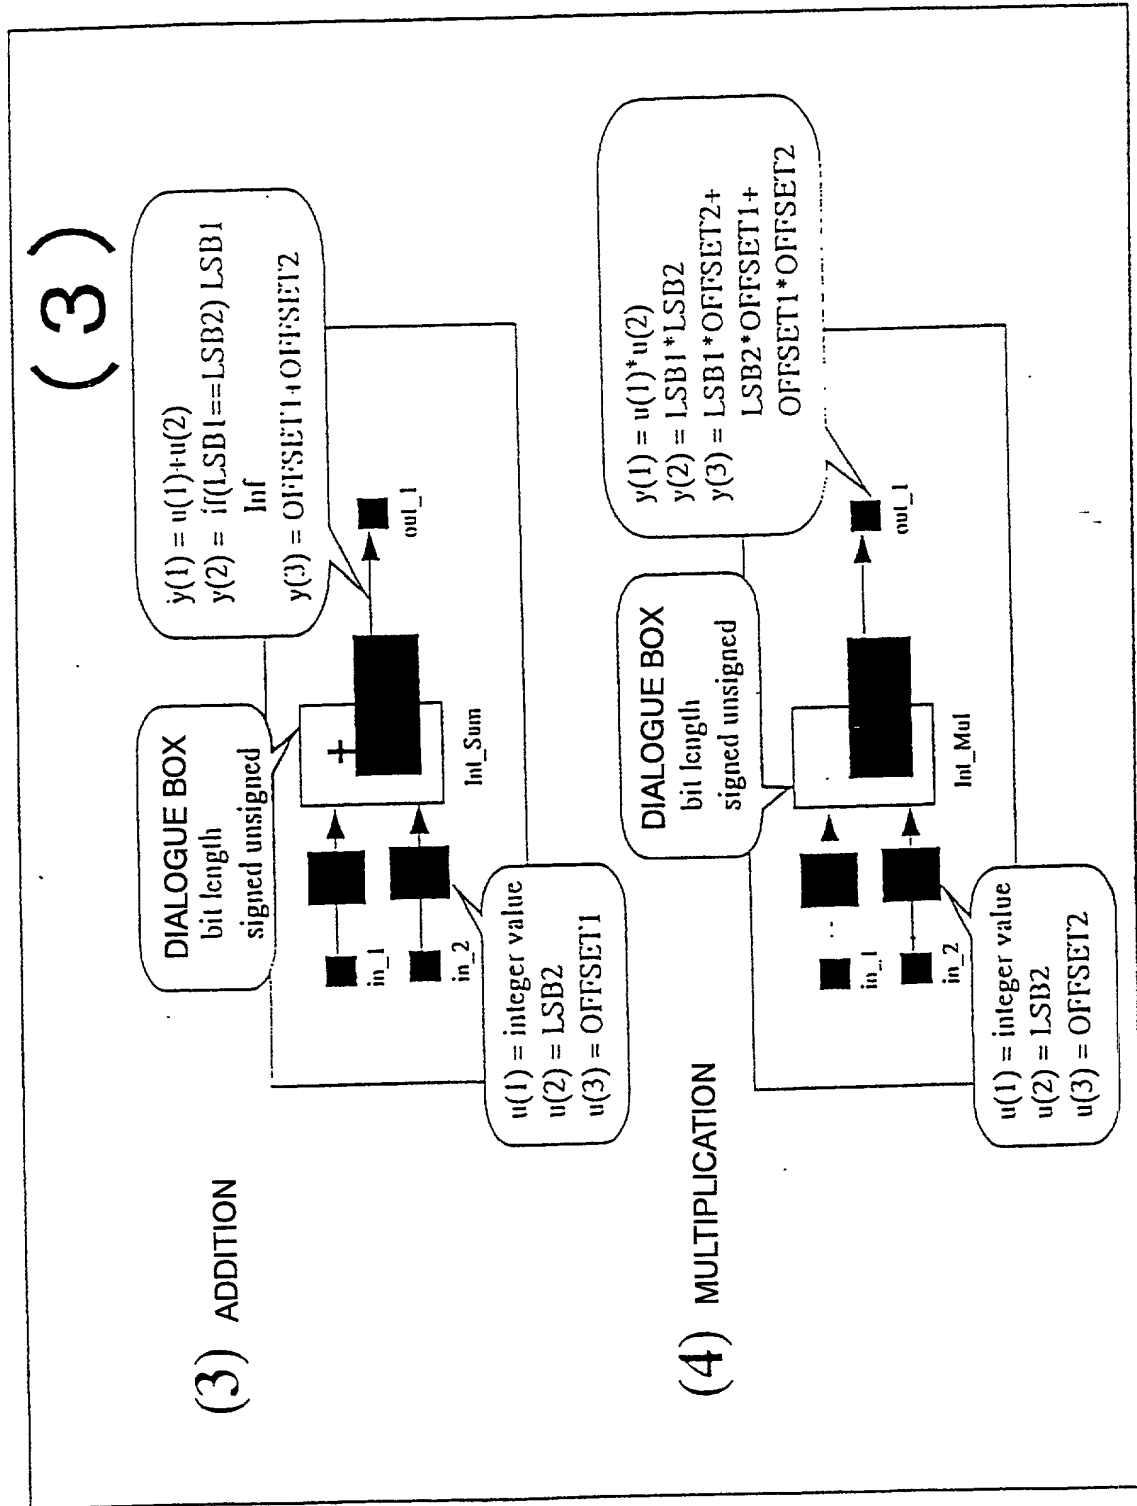 (3)
(3) ADDITION
DIALOGUE BOX
bit length
signed unsigned
y(1) = u(1)+u(2)
y(2) = if(LSB1==LSB2) LSB1
Inf
y(3) = OFFSET1+OFFSET2
in_1
in_2
+
Int_Sum
out_1
u(1) = integer value
u(2) = LSB2
u(3) = OFFSET1
(4) MULTIPLICATION
DIALOGUE BOX
bit length
signed unsigned
y(1) = u(1)*u(2)
y(2) = LSB1*LSB2
y(3) = LSB1*OFFSET2+
LSB2*OFFSET1+
OFFSET1*OFFSET2
in_1
in_2
Int_Mul
out_1
u(1) = integer value
u(2) = LSB2
u(3) = OFFSET2